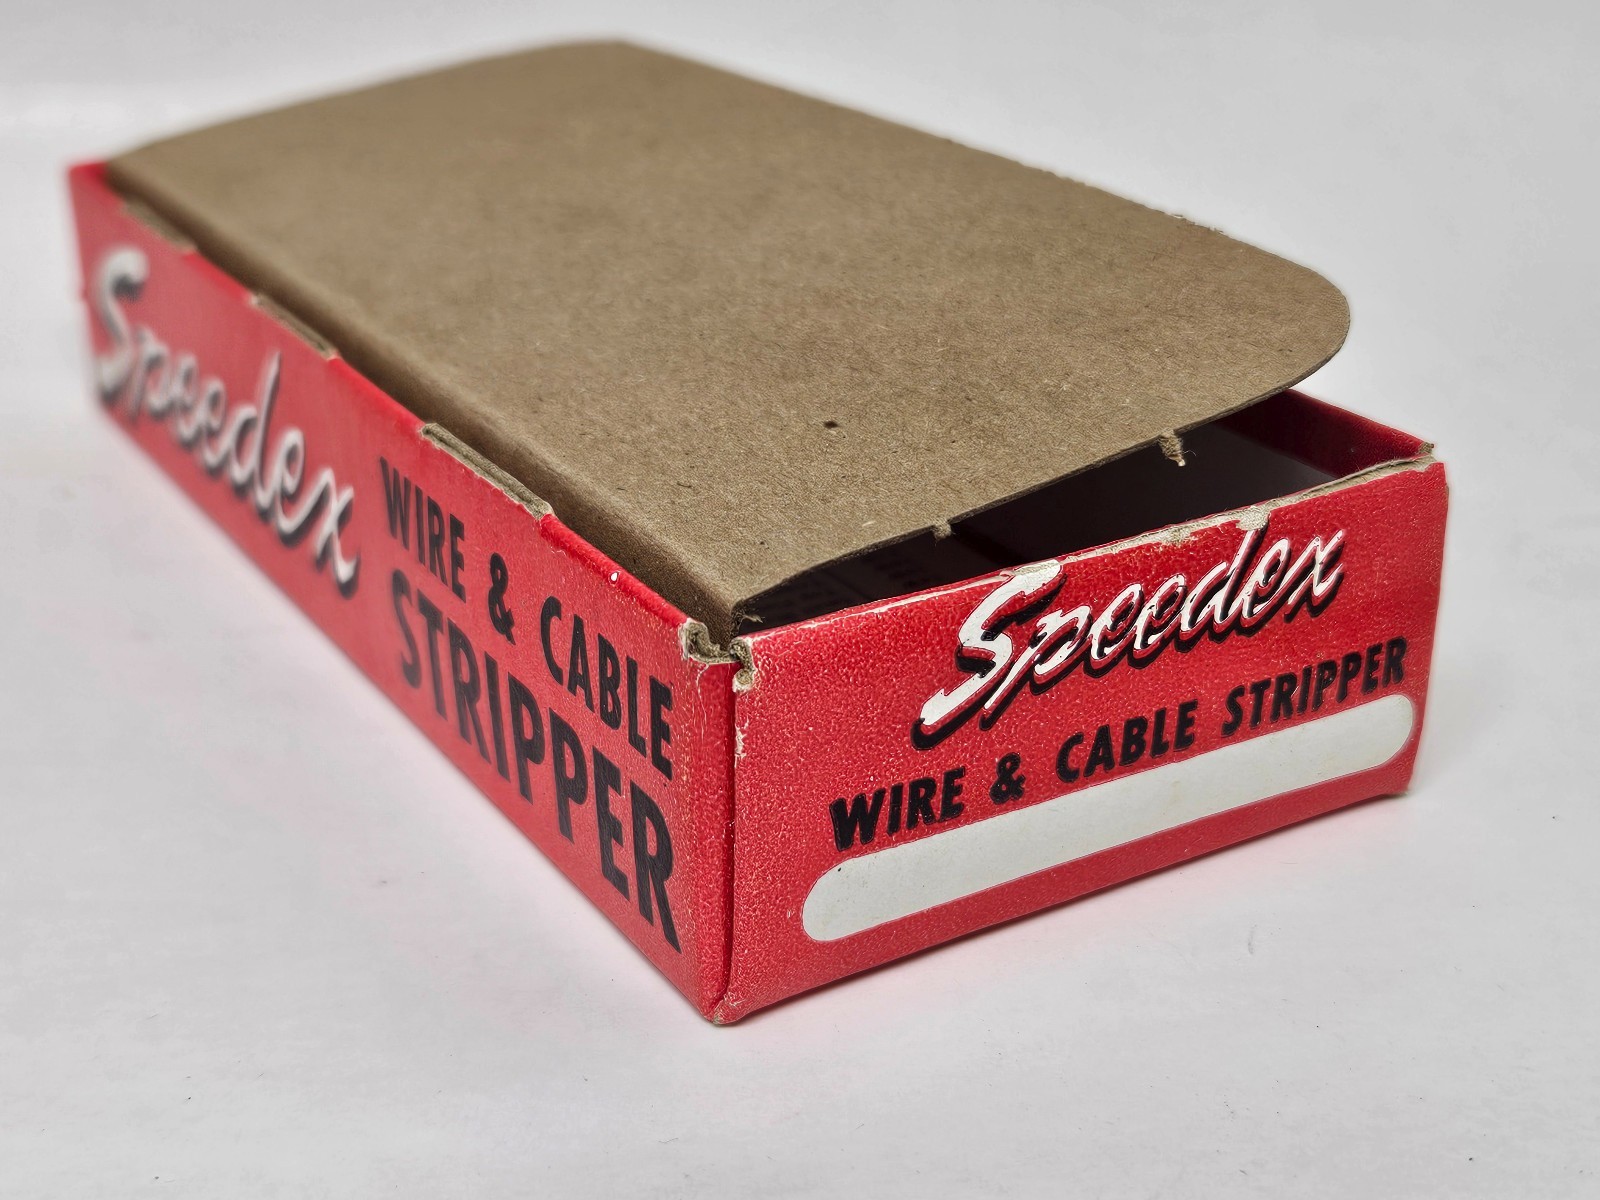 Speedex
WIRE & CABLE
STRIPPER
Speedex
WIRE & CABLE STRIPPER